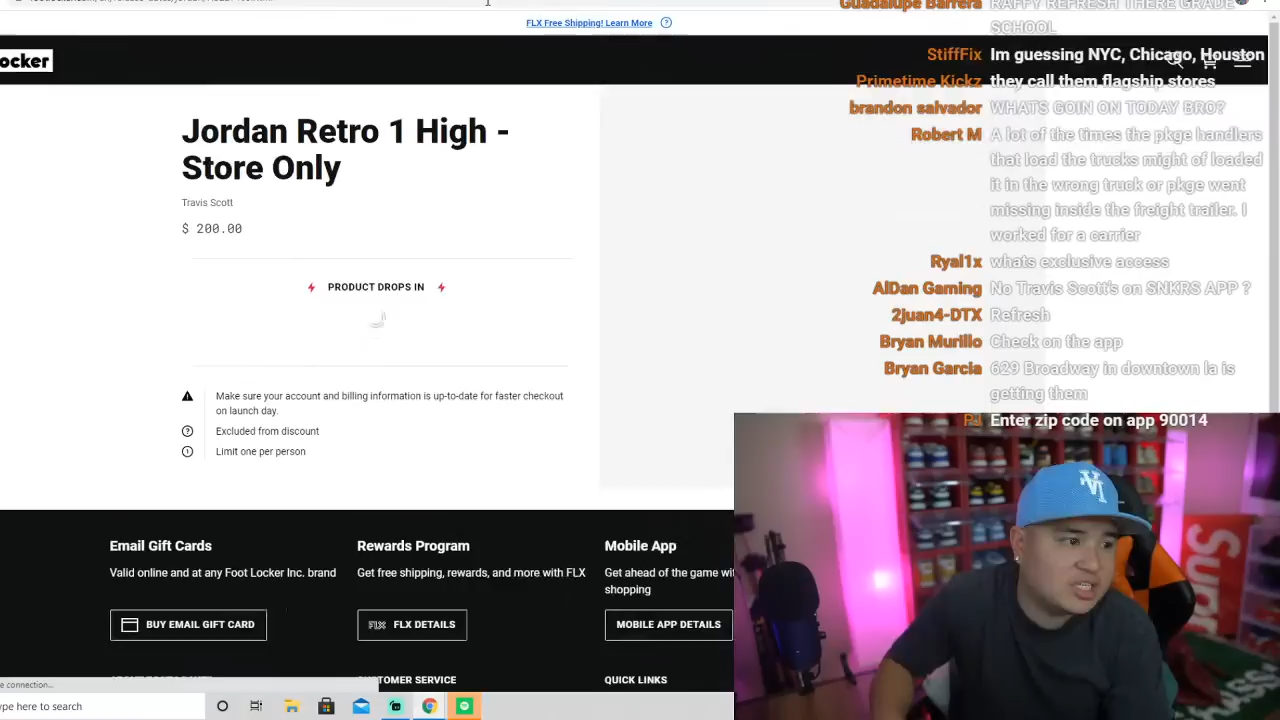 FLX Free Shipping! Learn More
ocker
Jordan Retro 1 High -
Store Only
Travis Scott
$ 200.00
PRODUCT DROPS IN
Make sure your account and billing information is up-to-date for faster checkout
on launch day.
Excluded from discount
Limit one per person
Email Gift Cards
Valid online and at any Foot Locker Inc. brand
BUY EMAIL GIFT CARD
Rewards Program
Get free shipping, rewards, and more with FLX
FLX FLX DETAILS
Mobile App
Get ahead of the game wi
shopping
MOBILE APP DETAILS
STOMER SERVICE
QUICK LINKS
e connection...
ype here to search
Guadalupe Barrera RAFFY REFRESH THERE GRADE
SCHOOL
StiffFix Im guessing NYC, Chicago, Houston
Primetime Kickz they call them flagship stores
brandon salvador WHATS GOIN ON TODAY BRO?
Robert M A lot of the times the pkge handlers
that load the trucks might of loaded
it in the wrong truck or pkge went
missing inside the freight trailer. I
worked for a carrier
Ryal1x whats exclusive access
AlDan Gaming No Travis Scott's on SNKRS APP ?
2juan4-DTX Refresh
Bryan Murillo Check on the app
Bryan Garcia 629 Broadway in downtown la is
getting them
PJ Enter zip code on app 90014